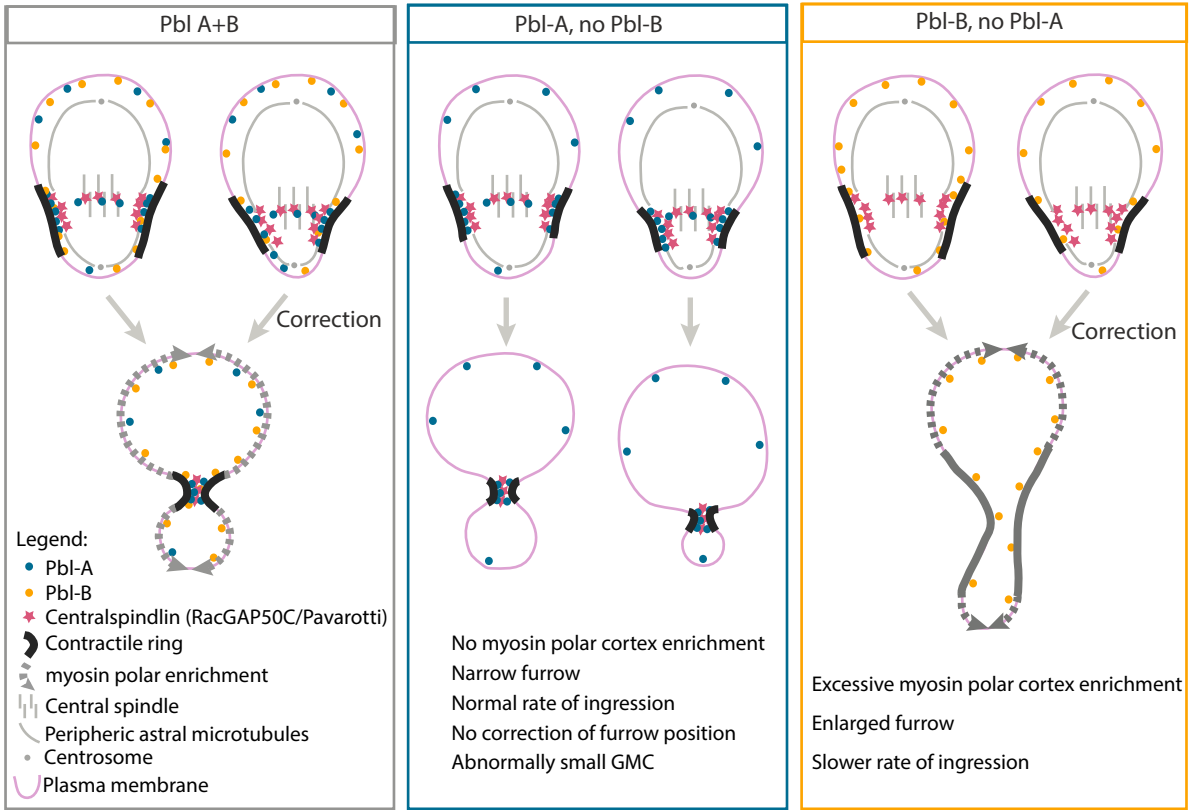 Pbl A+B
Correction
Legend:
Pbl-A
Pbl-B
Centralspindlin (RacGAP50C/Pavarotti)
Contractile ring
myosin polar enrichment
Central spindle
Peripheric astral microtubules
Centrosome
Plasma membrane
Pbl-A, no Pbl-B
No myosin polar cortex enrichment
Narrow furrow
Normal rate of ingression
No correction of furrow position
Abnormally small GMC
Pbl-B, no Pbl-A
Correction
Excessive myosin polar cortex enrichment
Enlarged furrow
Slower rate of ingression